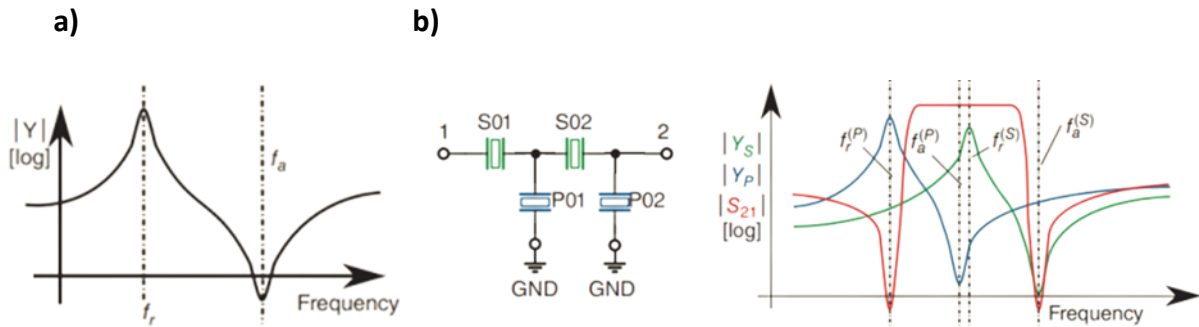 a)
b)
|Y|
[log]
f_a
f_r
Frequency
1
S01
S02
2
P01
P02
GND
GND
|Y_S|
|Y_P|
|S_21|
[log]
f_r^(P)
f_a^(P)
f_r^(S)
f_a^(S)
Frequency